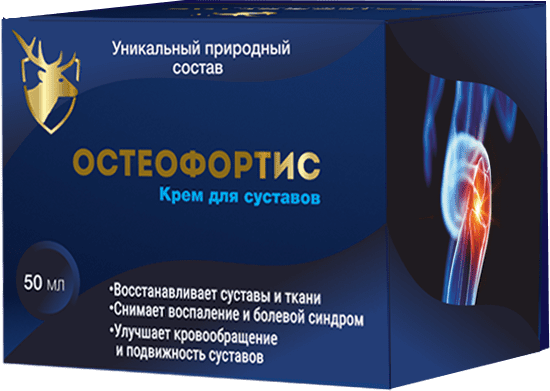 Уникальный природный
состав
ОСТЕОФОРТИС
Крем для суставов
50 мл
•Восстанавливает суставы и ткани
•Снимает воспаление и болевой синдром
•Улучшает кровообращение
и подвижность суставов